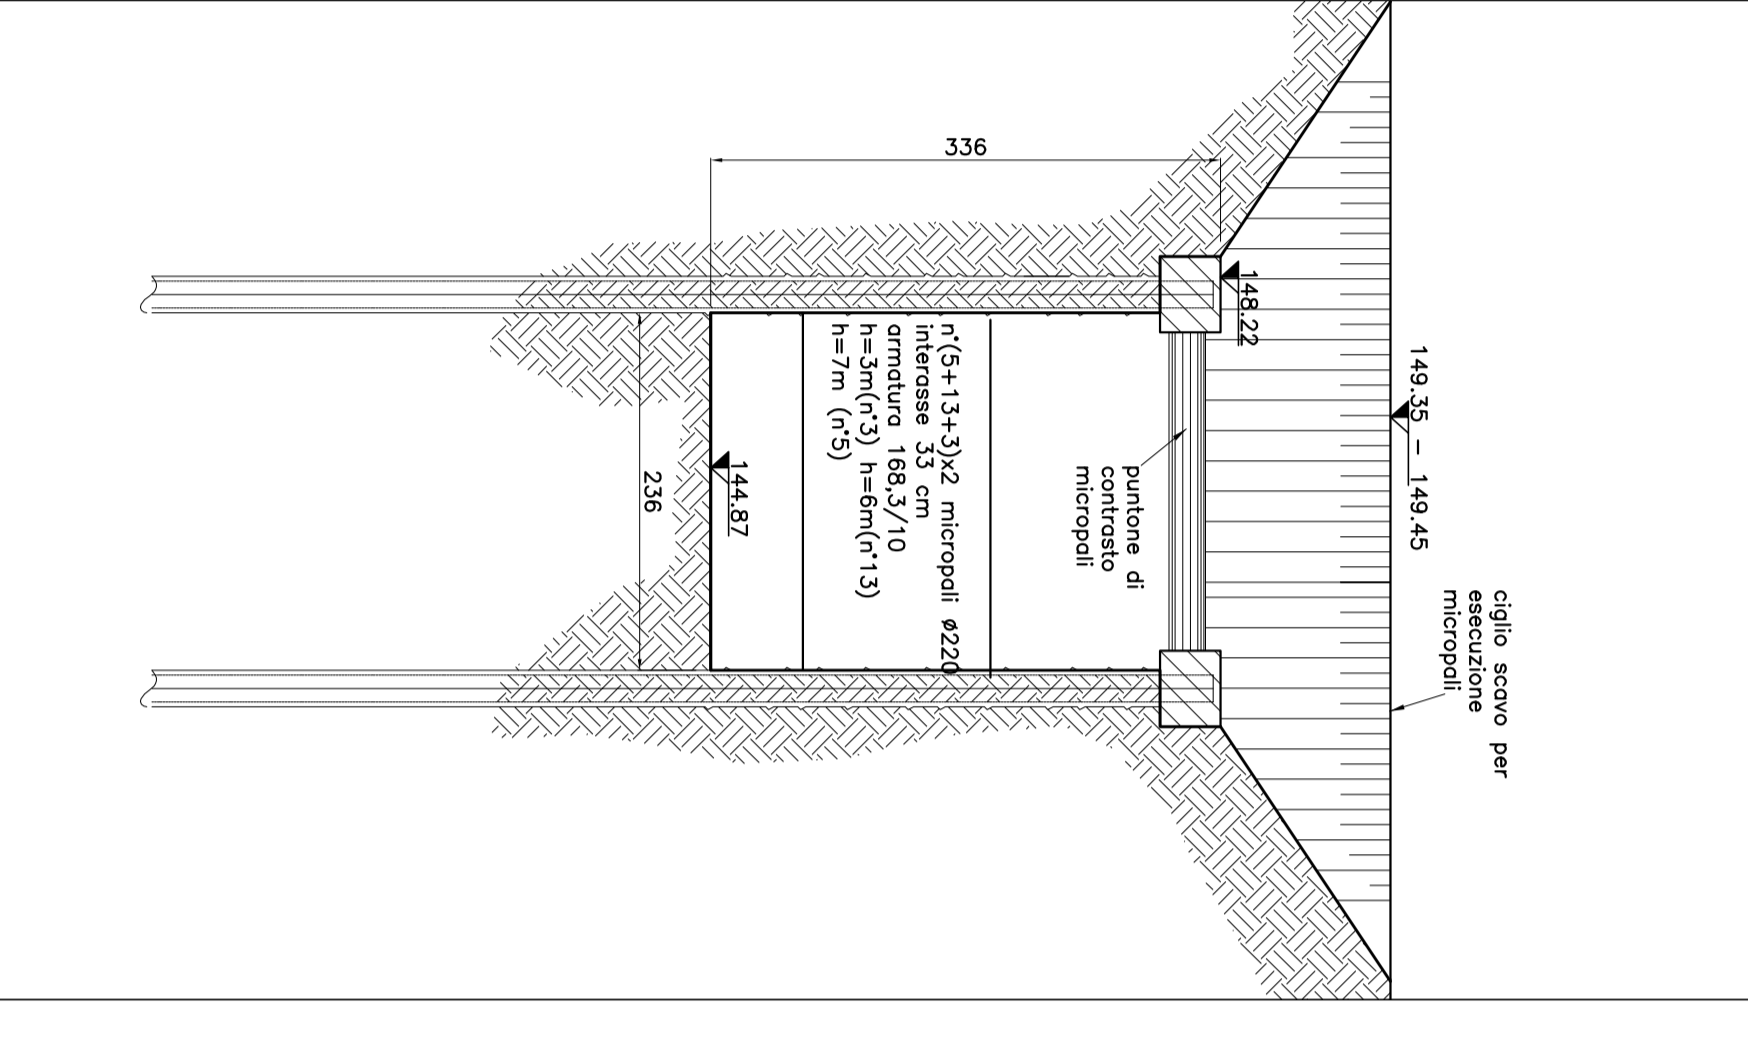 ciglio scavo per
esecuzione
micropali
149.35 – 149.45
148.22
puntone di
contrasto
micropali
n°(5+13+3)x2 micropali ø220
interasse 33 cm
armatura 168,3/10
h=3m(n°3) h=6m(n°13)
h=7m (n°5)
144.87
236
336